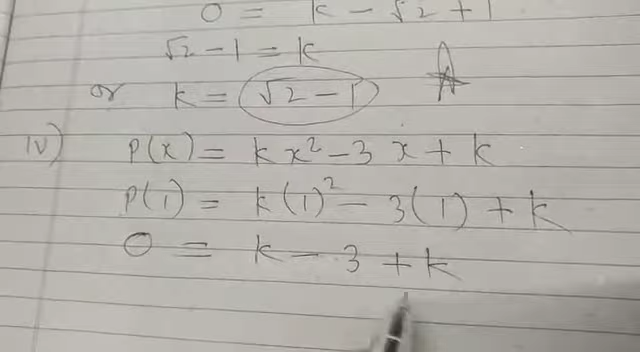 0 = k - √2 + 1
√2 - 1 = k
or k = √2 - 1
iv) P(x) = kx² - 3x + k
P(1) = k(1)² - 3(1) + k
0 = k - 3 + k